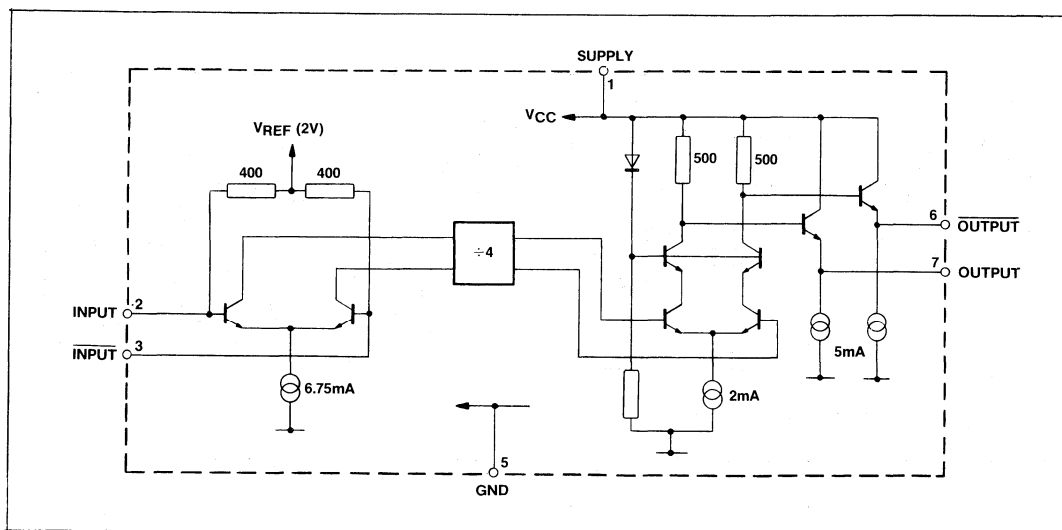 SUPPLY
1
VCC
VREF (2V)
400 400
500 500
6 OUTPUT
÷4
7 OUTPUT
INPUT 2
INPUT 3
5mA
6.75mA
2mA
5
GND